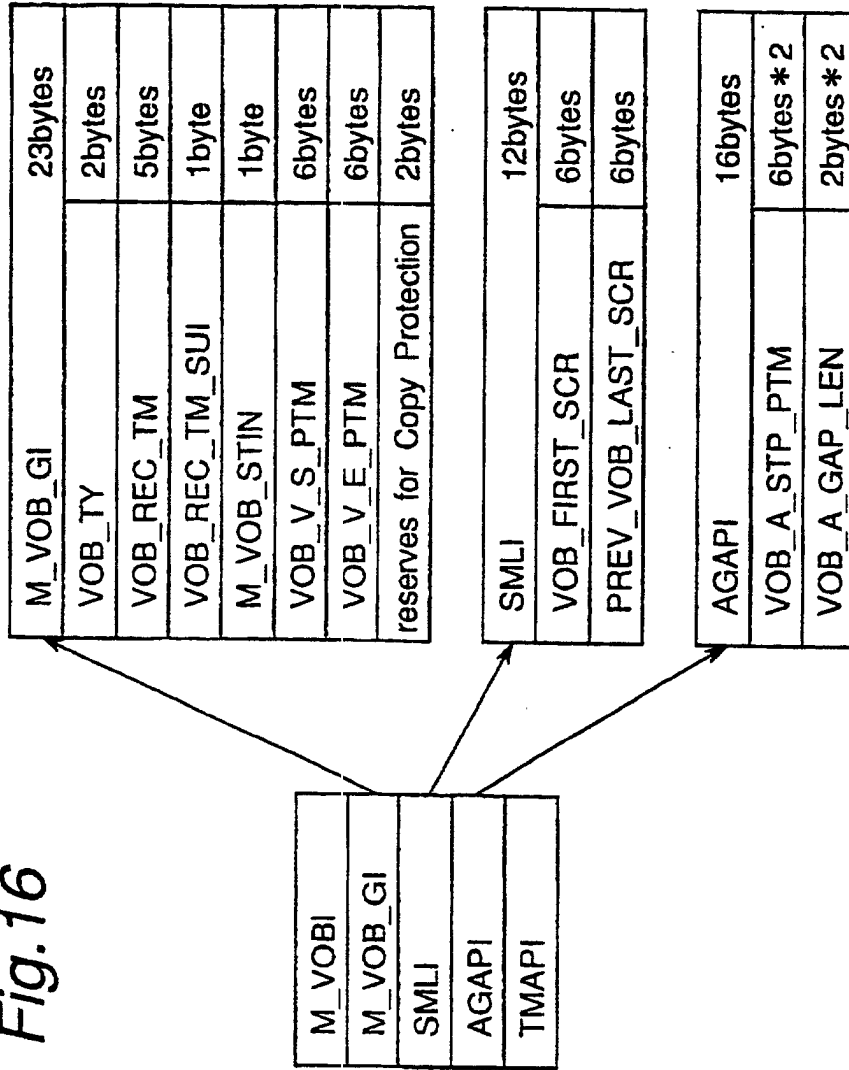 Fig.16
M_VOBI
M_VOB_GI
SMLI
AGAPI
TMAPI
M_VOB_GI 23bytes
VOB_TY 2bytes
VOB_REC_TM 5bytes
VOB_REC_TM_SUI 1byte
M_VOB_STIN 1byte
VOB_V_S_PTM 6bytes
VOB_V_E_PTM 6bytes
reserves for Copy Protection 2bytes
SMLI 12bytes
VOB_FIRST_SCR 6bytes
PREV_VOB_LAST_SCR 6bytes
AGAPI 16bytes
VOB_A_STP_PTM 6bytes*2
VOB_A_GAP_LEN 2bytes*2